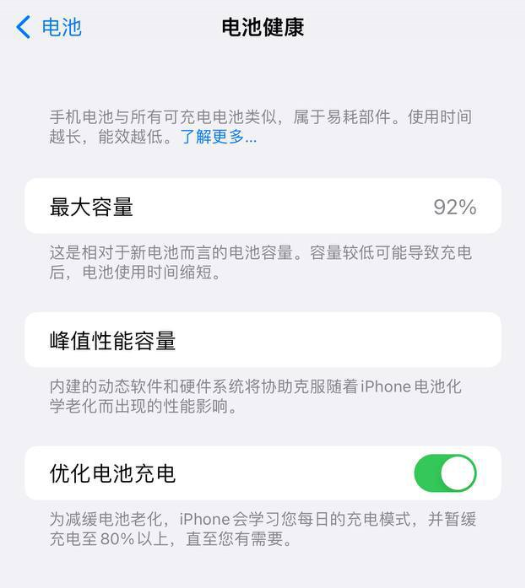 电池
电池健康
手机电池与所有可充电电池类似，属于易耗部件。使用时间
越长，能效越低。了解更多...
最大容量
92%
这是相对于新电池而言的电池容量。容量较低可能导致充电
后，电池使用时间缩短。
峰值性能容量
内建的动态软件和硬件系统将协助克服随着iPhone电池化
学老化而出现的性能影响。
优化电池充电
为减缓电池老化，iPhone会学习您每日的充电模式，并暂缓
充电至80%以上，直至您有需要。